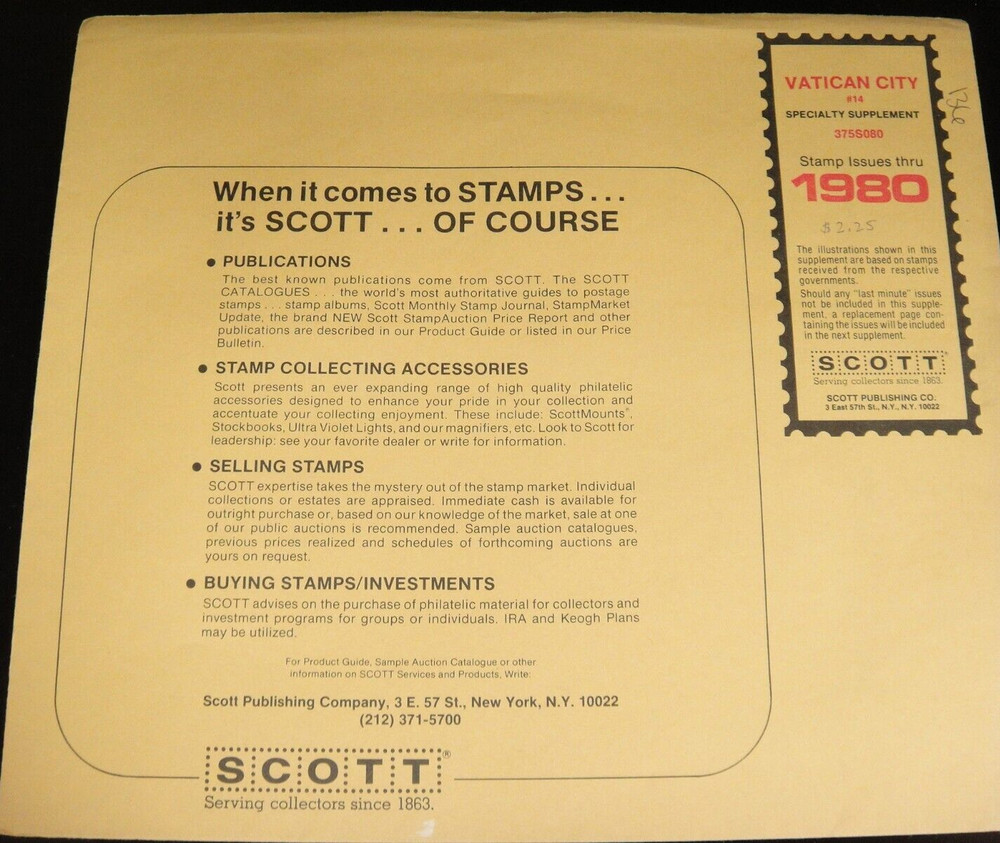 When it comes to STAMPS . . .
it's SCOTT . . . OF COURSE
● PUBLICATIONS
The best known publications come from SCOTT. The SCOTT
CATALOGUES . . . the world's most authoritative guides to postage
stamps . . . stamp albums, Scott Monthly Stamp Journal, StampMarket
Update, the brand NEW Scott StampAuction Price Report and other
publications are described in our Product Guide or listed in our Price
Bulletin.
● STAMP COLLECTING ACCESSORIES
Scott presents an ever expanding range of high quality philatelic
accessories designed to enhance your pride in your collection and
accentuate your collecting enjoyment. These include: ScottMounts®,
Stockbooks, Ultra Violet Lights, and our magnifiers, etc. Look to Scott for
leadership: see your favorite dealer or write for information.
● SELLING STAMPS
SCOTT expertise takes the mystery out of the stamp market. Individual
collections or estates are appraised. Immediate cash is available for
outright purchase or, based on our knowledge of the market, sale at one
of our public auctions is recommended. Sample auction catalogues,
previous prices realized and schedules of forthcoming auctions are
yours on request.
● BUYING STAMPS/INVESTMENTS
SCOTT advises on the purchase of philatelic material for collectors and
investment programs for groups or individuals. IRA and Keogh Plans
may be utilized.
For Product Guide, Sample Auction Catalogue or other
information on SCOTT Services and Products, Write:
Scott Publishing Company, 3 E. 57 St., New York, N.Y. 10022
(212) 371-5700
SCOTT®
Serving collectors since 1863.
VATICAN CITY
#14
SPECIALTY SUPPLEMENT
375S080
Stamp Issues thru
1980
$2.25
The illustrations shown in this
supplement are based on stamps
received from the respective
governments.
Should any "last minute" issues
not be included in this supple-
ment, a replacement page con-
taining the issues will be included
in the next supplement.
SCOTT®
Serving collectors since 1863.
SCOTT PUBLISHING CO.
3 East 57th St., N.Y., N.Y. 10022